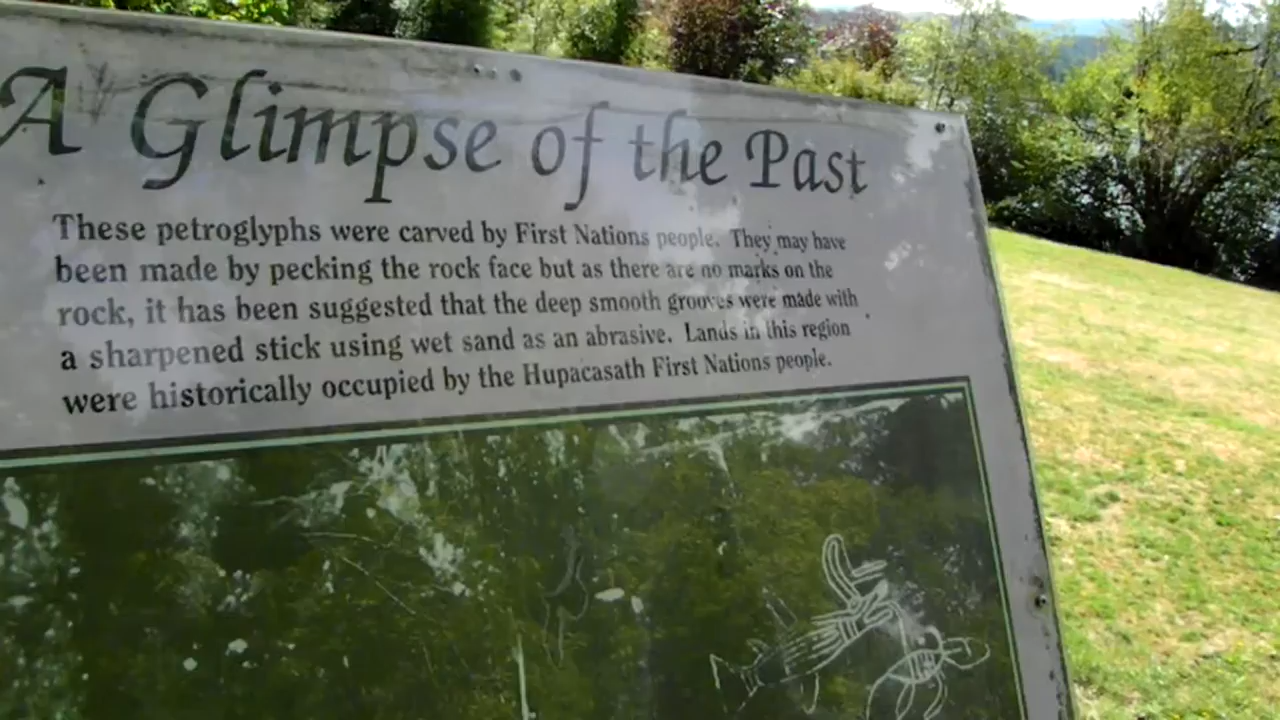 A Glimpse of the Past
These petroglyphs were carved by First Nations people. They may have
been made by pecking the rock face but as there are no marks on the
rock, it has been suggested that the deep smooth grooves were made with
a sharpened stick using wet sand as an abrasive. Lands in this region
were historically occupied by the Hupacasath First Nations people.